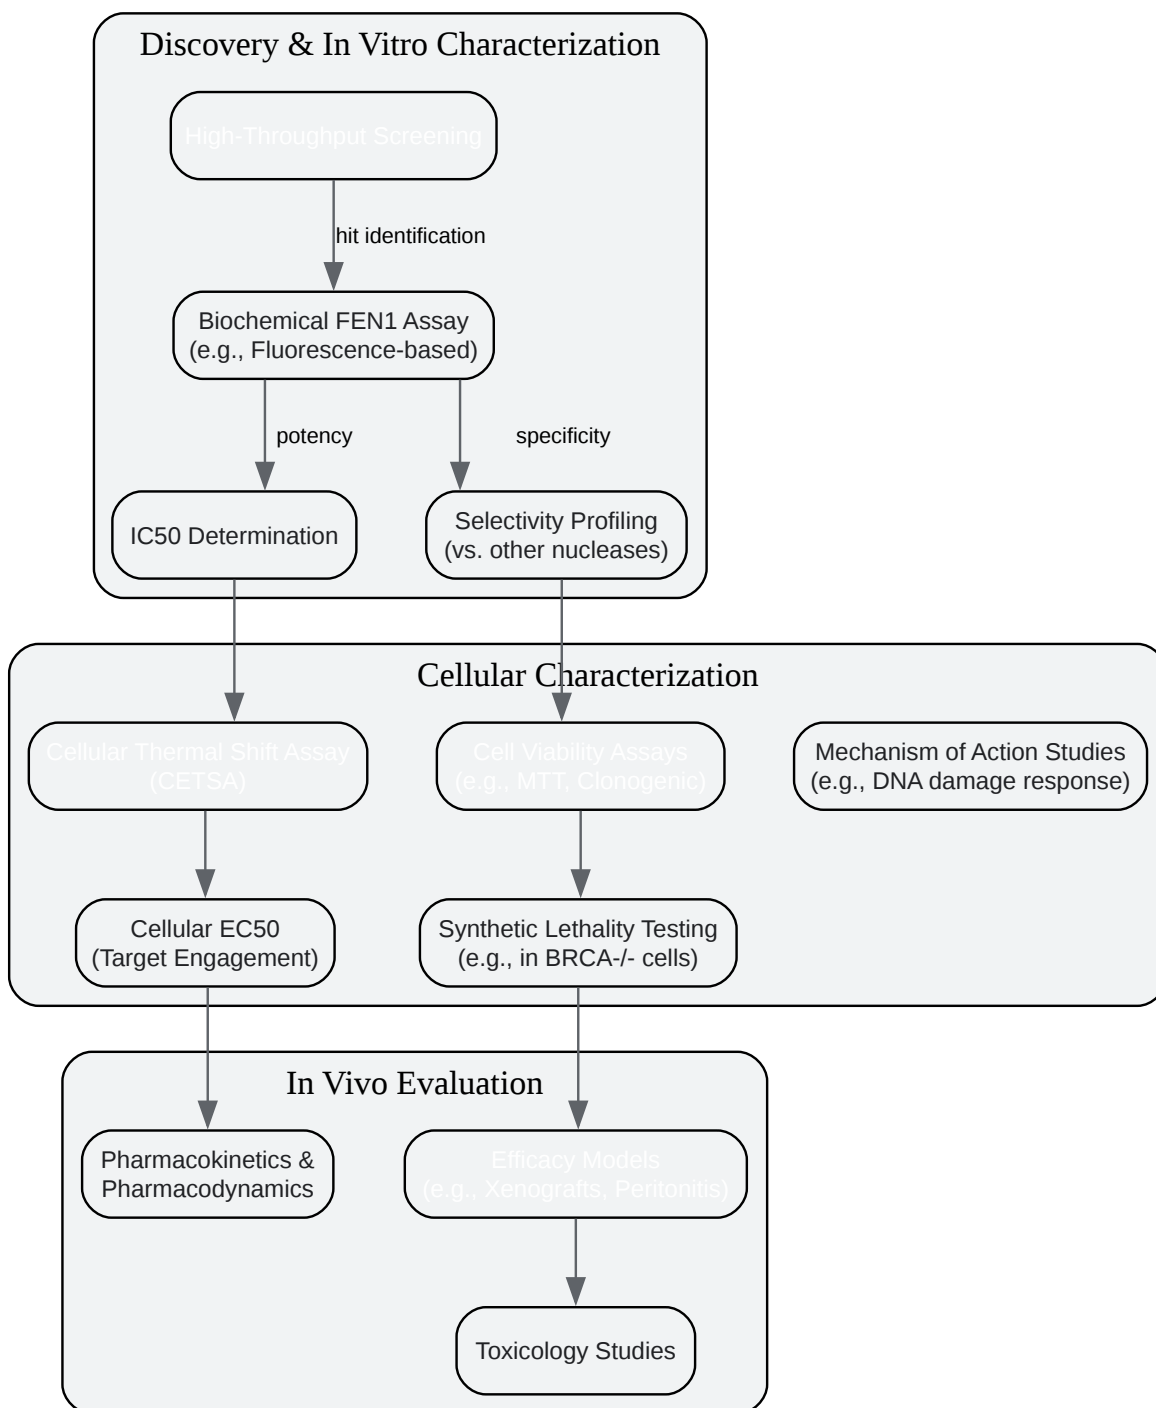 Discovery & In Vitro Characterization
High-Throughput Screening
hit identification
Biochemical FEN1 Assay
(e.g., Fluorescence-based)
potency
specificity
IC50 Determination
Selectivity Profiling
(vs. other nucleases)
Cellular Characterization
Cellular Thermal Shift Assay
(CETSA)
Cell Viability Assays
(e.g., MTT, Clonogenic)
Mechanism of Action Studies
(e.g., DNA damage response)
Cellular EC50
(Target Engagement)
Synthetic Lethality Testing
(e.g., in BRCA-/- cells)
In Vivo Evaluation
Pharmacokinetics &
Pharmacodynamics
Efficacy Models
(e.g., Xenografts, Peritonitis)
Toxicology Studies